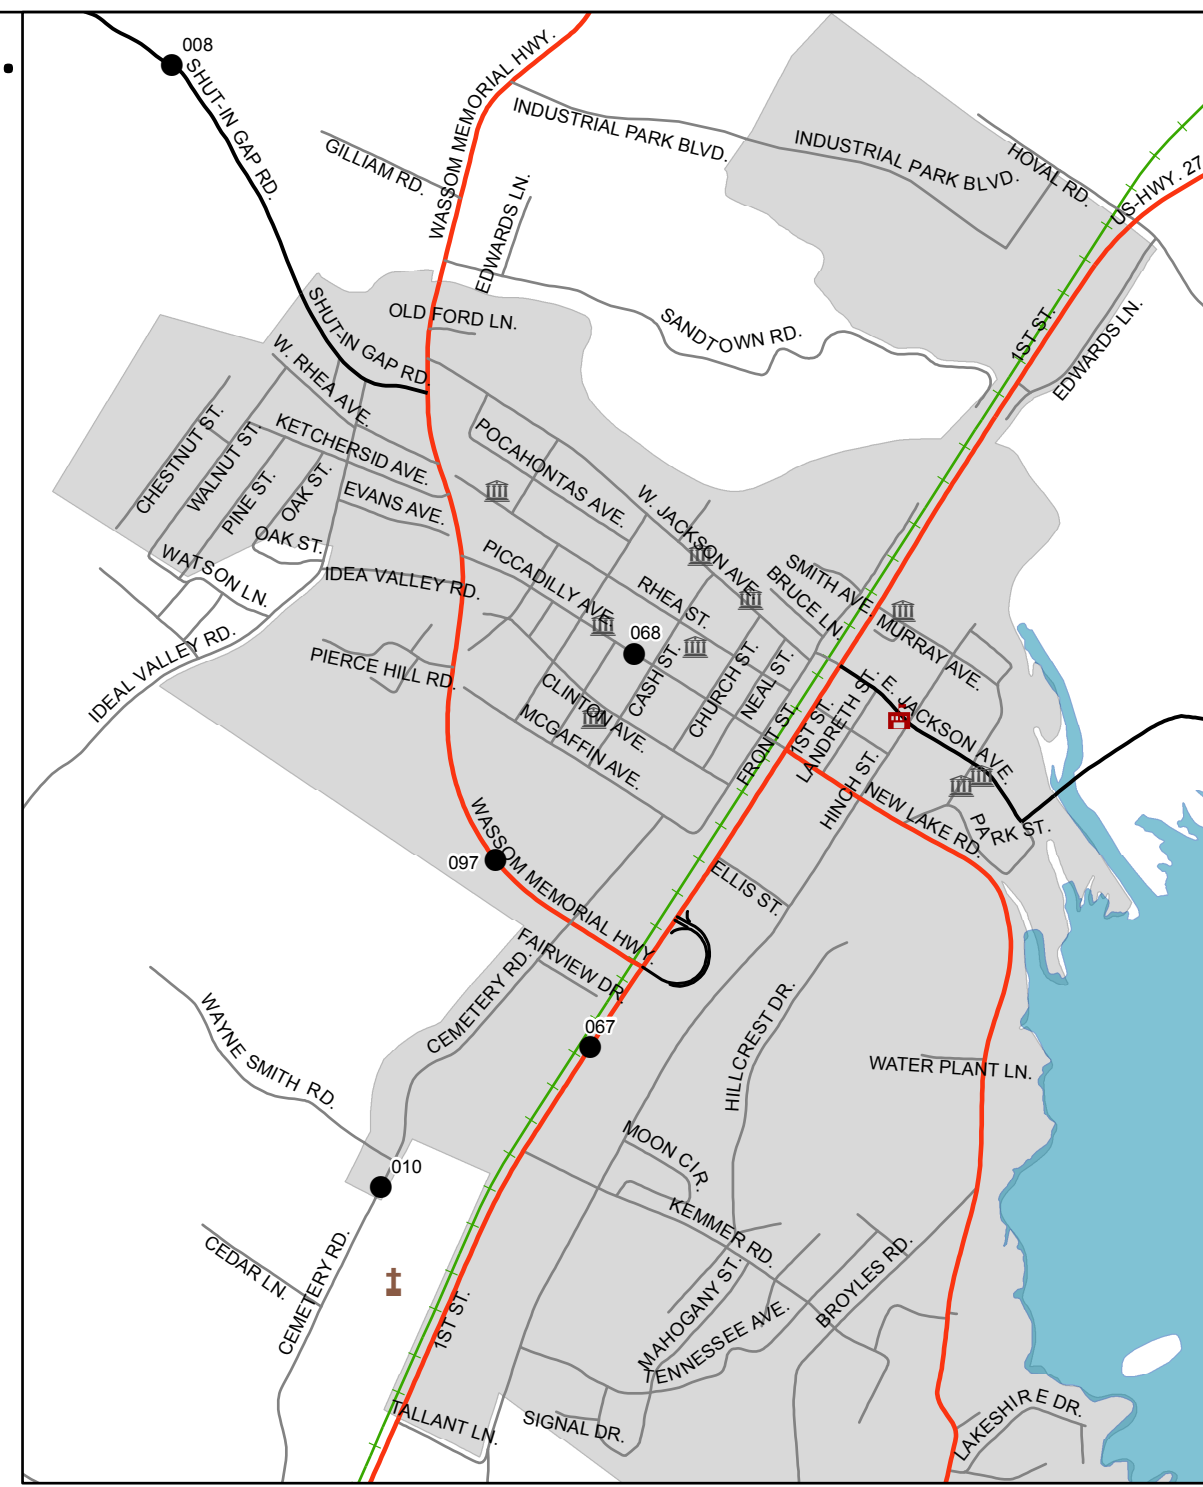 008
SHUT-IN GAP RD.
WASSOM MEMORIAL HWY.
INDUSTRIAL PARK BLVD.
INDUSTRIAL PARK BLVD.
HOVAL RD.
US-HWY. 27
GILLIAM RD.
EDWARDS LN.
SHUT-IN GAP RD.
OLD FORD LN.
SANDTOWN RD.
1ST ST.
EDWARDS LN.
W. RHEA AVE.
CHESTNUT ST.
WALNUT ST.
KETCHERSID AVE.
PINE ST.
OAK ST.
EVANS AVE.
OAK ST.
POCAHONTAS AVE.
W. JACKSON AVE.
WATSON LN.
IDEA VALLEY RD.
PICCADILLY AVE.
RHEA ST.
SMITH AVE.
BRUCE LN.
MURRAY AVE.
068
IDEAL VALLEY RD.
PIERCE HILL RD.
CLINTON AVE.
CASH ST.
CHURCH ST.
NEAL ST.
MCGAFFIN AVE.
FRONT ST.
1ST ST.
LANDRETH ST.
E. JACKSON AVE.
HINCH ST.
NEW LAKE RD.
PARK ST.
WASSOM MEMORIAL HWY.
097
ELLIS ST.
FAIRVIEW DR.
CEMETERY RD.
067
WAYNE SMITH RD.
HILLCREST DR.
WATER PLANT LN.
MOON CIR.
010
KEMMER RD.
CEDAR LN.
CEMETERY RD.
1ST ST.
MAHOGANY ST.
BROYLES RD.
TENNESSEE AVE.
TALLANT LN.
SIGNAL DR.
LAKESHIRE DR.